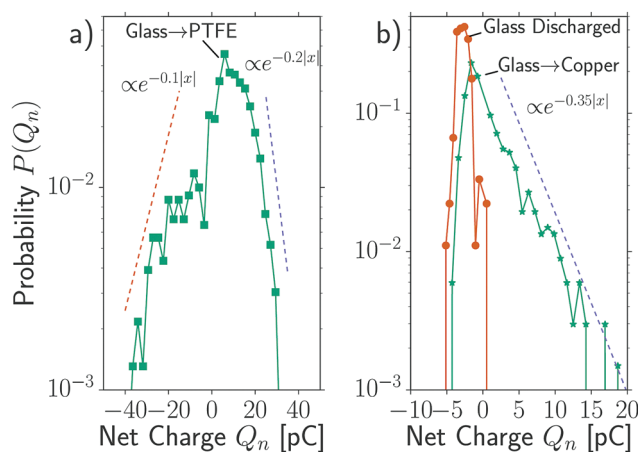 a)
Glass→PTFE
∝e^{-0.1|x|}
∝e^{-0.2|x|}
Probability P(Q_n)
10^{-2}
10^{-3}
−40 −20 0 20 40
Net Charge Q_n [pC]
b)
Glass Discharged
Glass→Copper
∝e^{-0.35|x|}
10^{-1}
10^{-2}
10^{-3}
−10 −5 0 5 10 15 20
Net Charge Q_n [pC]